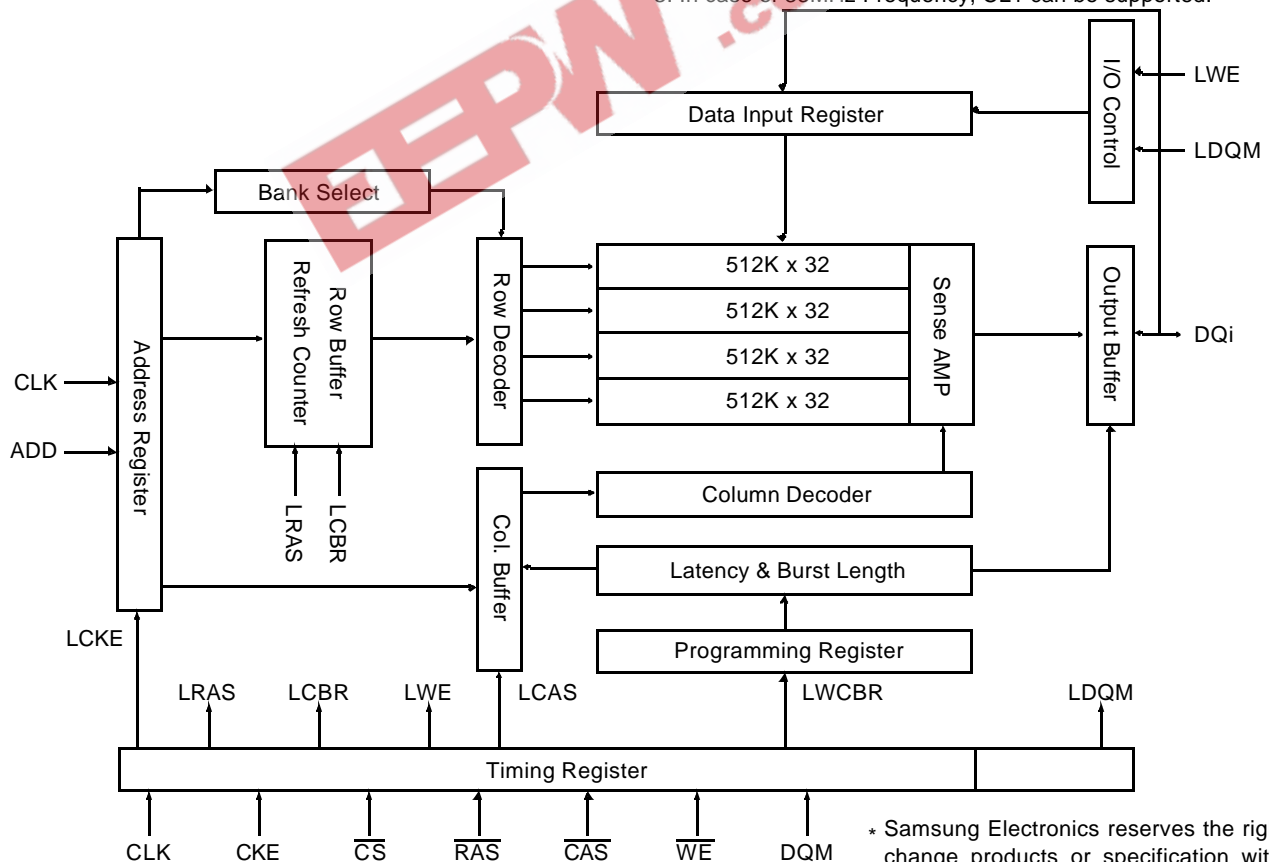 I/O Control
LWE
Data Input Register
LDQM
Bank Select
Address Register
Refresh Counter
Row Buffer
Row Decoder
512K x 32
512K x 32
512K x 32
512K x 32
Sense AMP
Output Buffer
DQi
CLK
ADD
LRAS
LCBR
Col. Buffer
Column Decoder
Latency & Burst Length
LCKE
Programming Register
LRAS
LCBR
LWE
LCAS
LWCBR
LDQM
Timing Register
CLK
CKE
CS
RAS
CAS
WE
DQM
* Samsung Electronics reserves the
change products or specification
EEPW